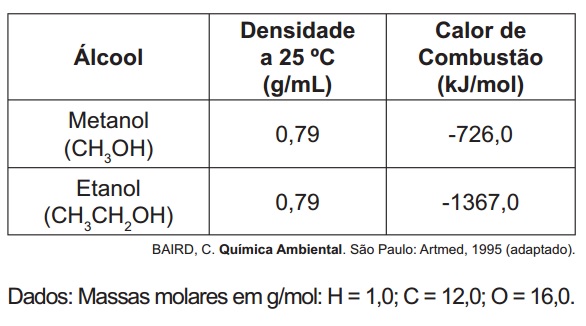 Álcool
Densidade
a 25 ºC
(g/mL)
Calor de
Combustão
(kJ/mol)
Metanol
(CH₃OH)
0,79
-726,0
Etanol
(CH₃CH₂OH)
0,79
-1367,0
BAIRD, C. Química Ambiental. São Paulo: Artmed, 1995 (adaptado).
Dados: Massas molares em g/mol: H = 1,0; C = 12,0; O = 16,0.